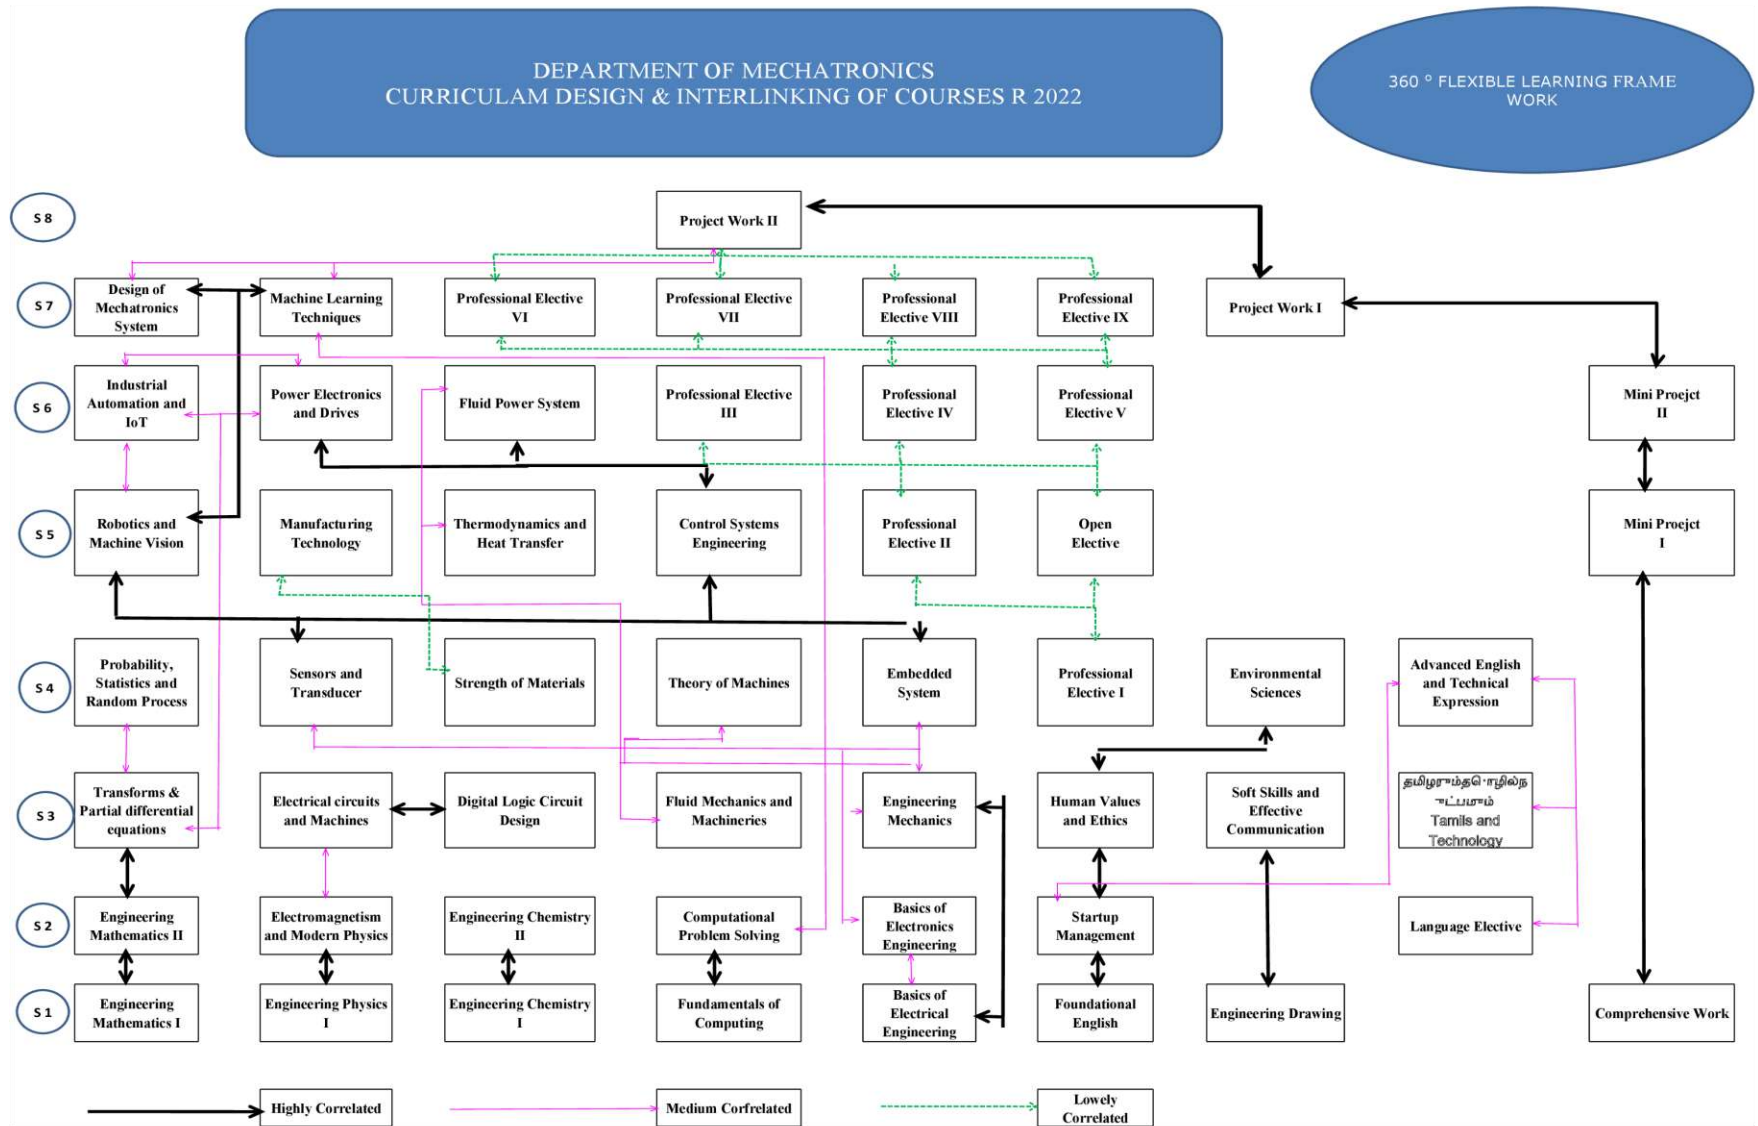 DEPARTMENT OF MECHATRONICS
CURRICULAM DESIGN & INTERLINKING OF COURSES R 2022
360 ° FLEXIBLE LEARNING FRAME
WORK
S 8
Project Work II
S 7
Design of
Mechatronics
System
Machine Learning
Techniques
Professional Elective
VI
Professional Elective
VII
Professional
Elective VIII
Professional
Elective IX
Project Work I
S 6
Industrial
Automation and
IoT
Power Electronics
and Drives
Fluid Power System
Professional Elective
III
Professional
Elective IV
Professional
Elective V
Mini Proejct
II
S 5
Robotics and
Machine Vision
Manufacturing
Technology
Thermodynamics and
Heat Transfer
Control Systems
Engineering
Professional
Elective II
Open
Elective
Mini Proejct
I
S 4
Probability,
Statistics and
Random Process
Sensors and
Transducer
Strength of Materials
Theory of Machines
Embedded
System
Professional
Elective I
Environmental
Sciences
Advanced English
and Technical
Expression
S 3
Transforms &
Partial differential
equations
Electrical circuits
and Machines
Digital Logic Circuit
Design
Fluid Mechanics and
Machineries
Engineering
Mechanics
Human Values
and Ethics
Soft Skills and
Effective
Communication
Tamils and
Technology
S 2
Engineering
Mathematics II
Electromagnetism
and Modern Physics
Engineering Chemistry
II
Computational
Problem Solving
Basics of
Electronics
Engineering
Startup
Management
Language Elective
S 1
Engineering
Mathematics I
Engineering Physics
I
Engineering Chemistry
I
Fundamentals of
Computing
Basics of
Electrical
Engineering
Foundational
English
Engineering Drawing
Comprehensive Work
Highly Correlated
Medium Corfrelated
Lowely
Correlated